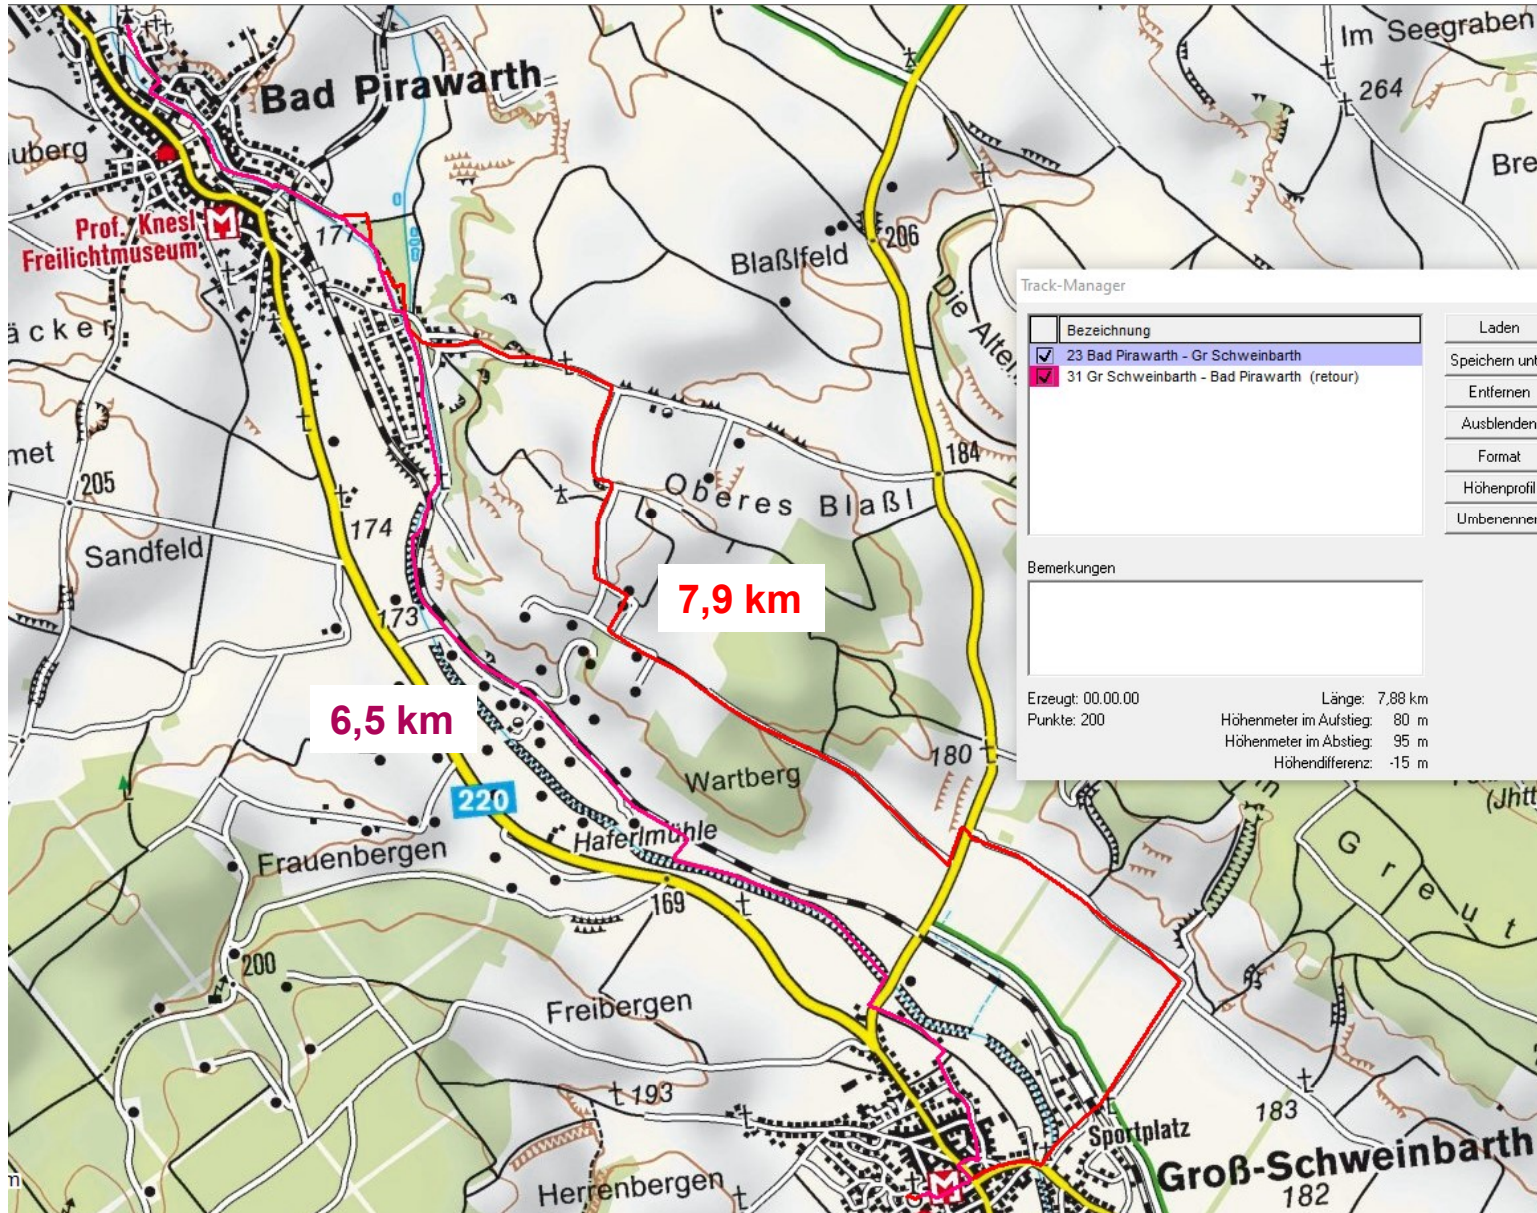 Im Seegraben
264
Bad Pirawarth
uberg
Bre
Prof. Knesl
Freilichtmuseum
177
206
Blaßlfeld
Die Alten
äcker
184
met
205
Oberes Blaßl
174
Sandfeld
7,9 km
173
6,5 km
180
Wartberg
220
Haferlmühle
(Jhtt
Frauenbergen
Greut
169
200
Freibergen
193
183
Sportplatz
Groß-Schweinbarth
182
Herrenbergen
m
Track-Manager
Bezeichnung
23 Bad Pirawarth - Gr Schweinbarth
31 Gr Schweinbarth - Bad Pirawarth (retour)
Laden
Speichern unt
Entfernen
Ausblenden
Format
Höhenprofil
Umbenennen
Bemerkungen
Erzeugt: 00.00.00
Länge: 7,88 km
Punkte: 200
Höhenmeter im Aufstieg: 80 m
Höhenmeter im Abstieg: 95 m
Höhendifferenz: -15 m